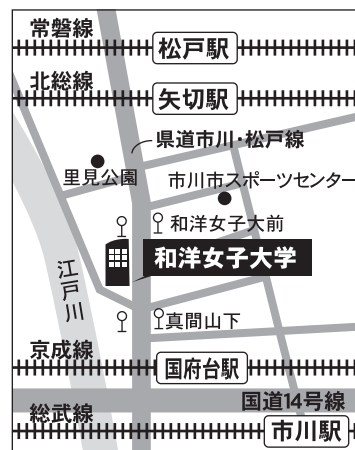 常磐線
松戸駅
北総線
矢切駅
県道市川・松戸線
里見公園
市川市スポーツセンター
和洋女子大前
和洋女子大学
江戸川
真間山下
京成線
国府台駅
国道14号線
総武線
市川駅